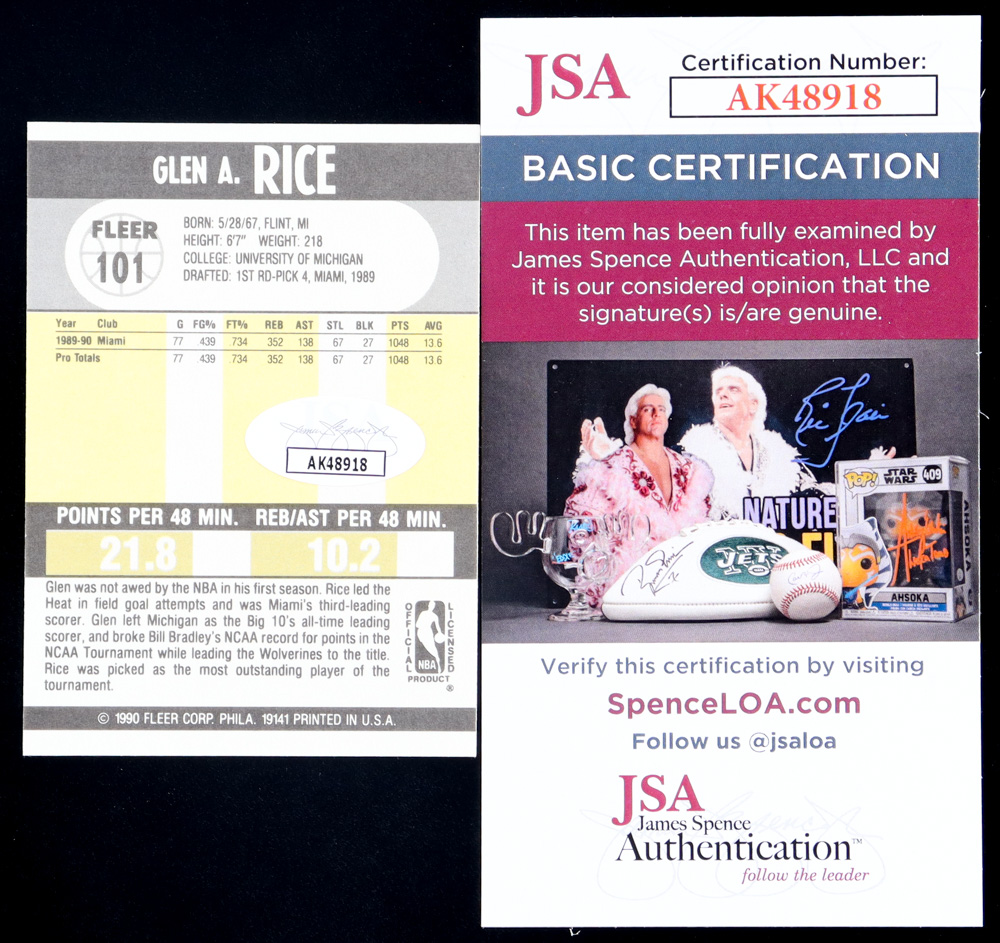 GLEN A. RICE
FLEER
101
BORN: 5/28/67, FLINT, MI
HEIGHT: 6'7" WEIGHT: 218
COLLEGE: UNIVERSITY OF MICHIGAN
DRAFTED: 1ST RD-PICK 4, MIAMI, 1989
Year Club G FG% FT% REB AST STL BLK PTS AVG
1989-90 Miami 77 .439 .734 352 138 67 27 1048 13.6
Pro Totals 77 .439 .734 352 138 67 27 1048 13.6
AK48918
POINTS PER 48 MIN. REB/AST PER 48 MIN.
21.8 10.2
Glen was not awed by the NBA in his first season. Rice led the
Heat in field goal attempts and was Miami's third-leading
scorer. Glen left Michigan as the Big 10's all-time leading
scorer, and broke Bill Bradley's NCAA record for points in the
NCAA Tournament while leading the Wolverines to the title.
Rice was picked as the most outstanding player of the
tournament.
OFFICIAL
LICENSED
NBA
PRODUCT
®
© 1990 FLEER CORP. PHILA. 19141 PRINTED IN U.S.A.
JSA
Certification Number:
AK48918
BASIC CERTIFICATION
This item has been fully examined by
James Spence Authentication, LLC and
it is our considered opinion that the
signature(s) is/are genuine.
Ric Flair
NATURE
POP!
STAR
WARS
409
AHSOKA
JETS
AHSOKA
Verify this certification by visiting
SpenceLOA.com
Follow us @jsaloa
JSA
James Spence
Authentication™
follow the leader